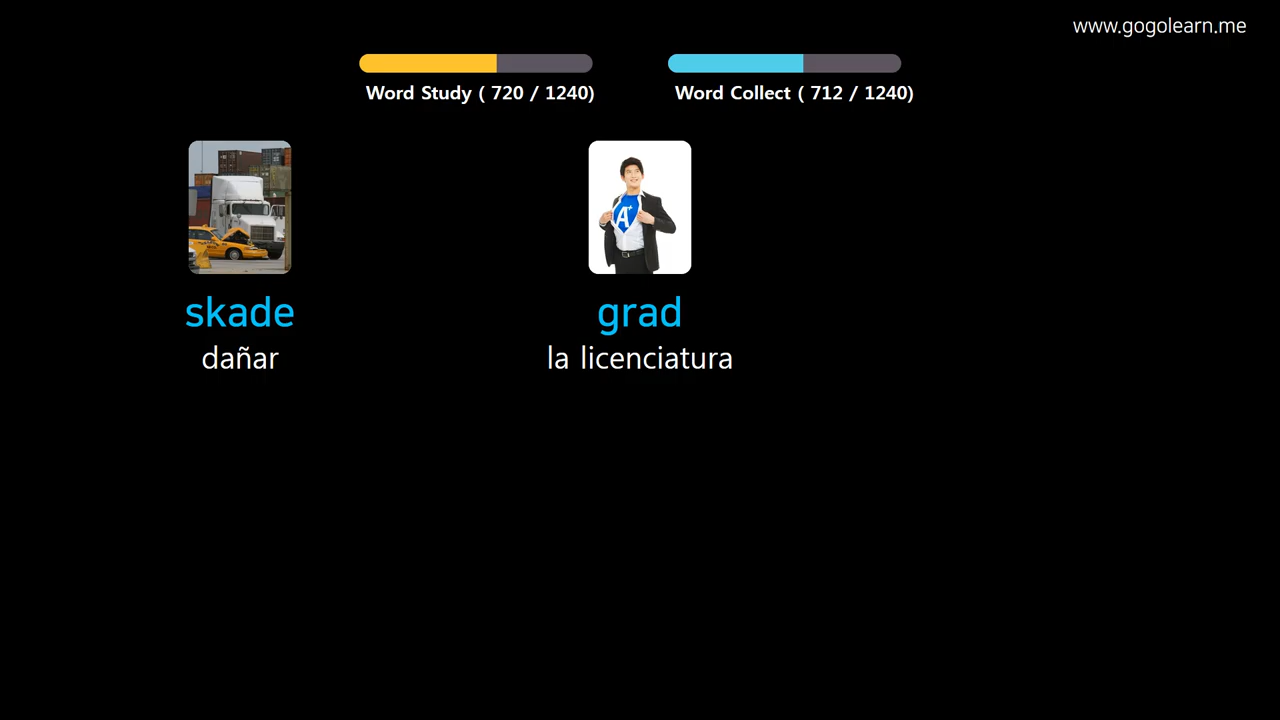 www.gogolearn.me
Word Study ( 720 / 1240)
Word Collect ( 712 / 1240)
A+
skade
grad
dañar
la licenciatura